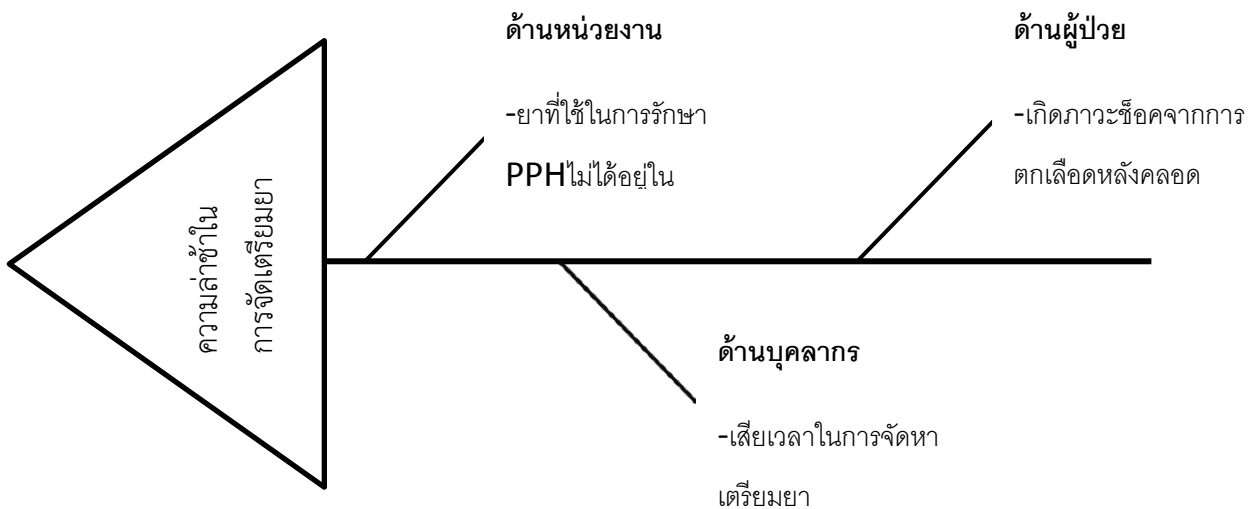 ด้านหน่วยงาน
-ยาที่ใช้ในการรักษา
PPHไม่ได้อยู่ใน
ด้านผู้ป่วย
-เกิดภาวะช็อคจากการ
ตกเลือดหลังคลอด
ความล่าช้าใน
การจัดเตรียมยา
ด้านบุคลากร
-เสียเวลาในการจัดหา
เตรียมยา